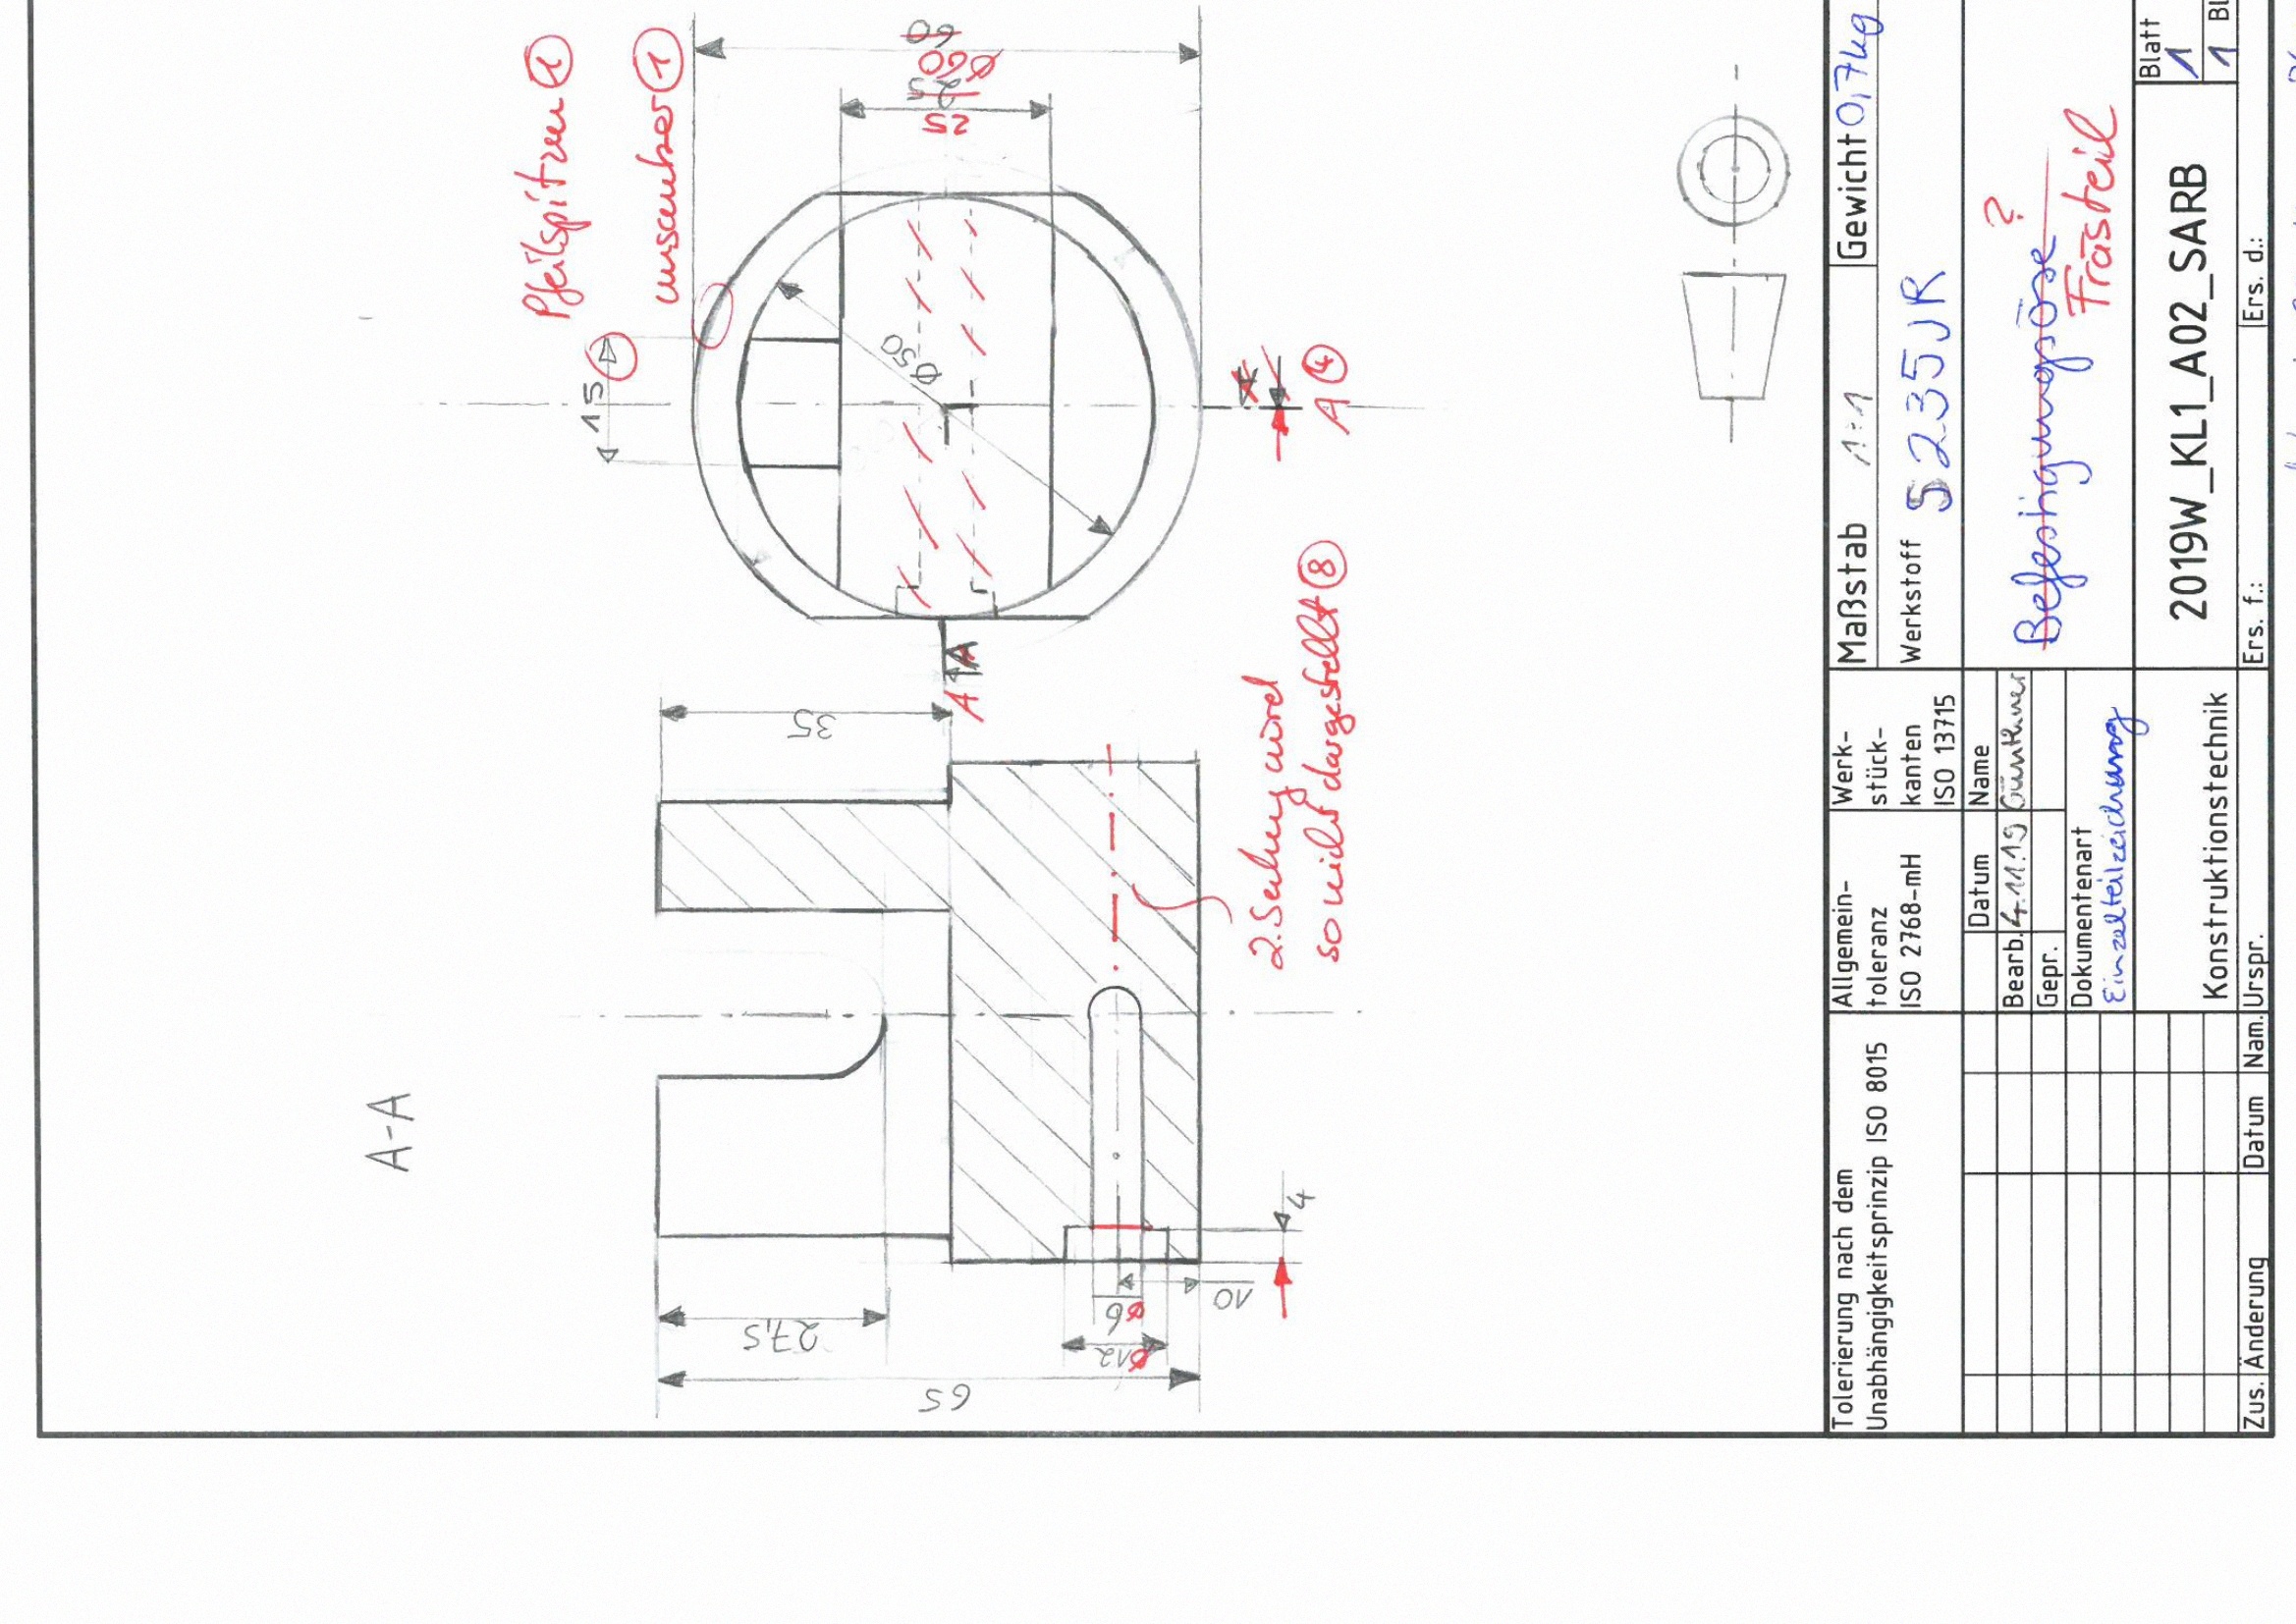 A-A
35
27,5
65
Ø6
Ø12
10
4
Pfeilspitzen 1
unsauber 1
15
Ø50
60
Ø60
25
25
A
A
A 4
2. Senkung wird
so nicht dargestellt 8
Tolerierung nach dem
Unabhängigkeitsprinzip ISO 8015
Allgemein-
toleranz
ISO 2768-mH
Werk-
stück-
kanten
ISO 13715
Maßstab 1:1
Gewicht 0,7kg
Werkstoff S235JR
Datum
Name
Bearb. 4.11.19 Günthner
Gepr.
Dokumentenart
Einzelteilzeichnung
Befestigungsöse ?
Frästeil
Konstruktionstechnik
2019W_KL1_A02_SARB
Blatt
1
1 Bl
Zus. Änderung
Datum
Nam.
Urspr.
Ers. f.:
Ers. d.: